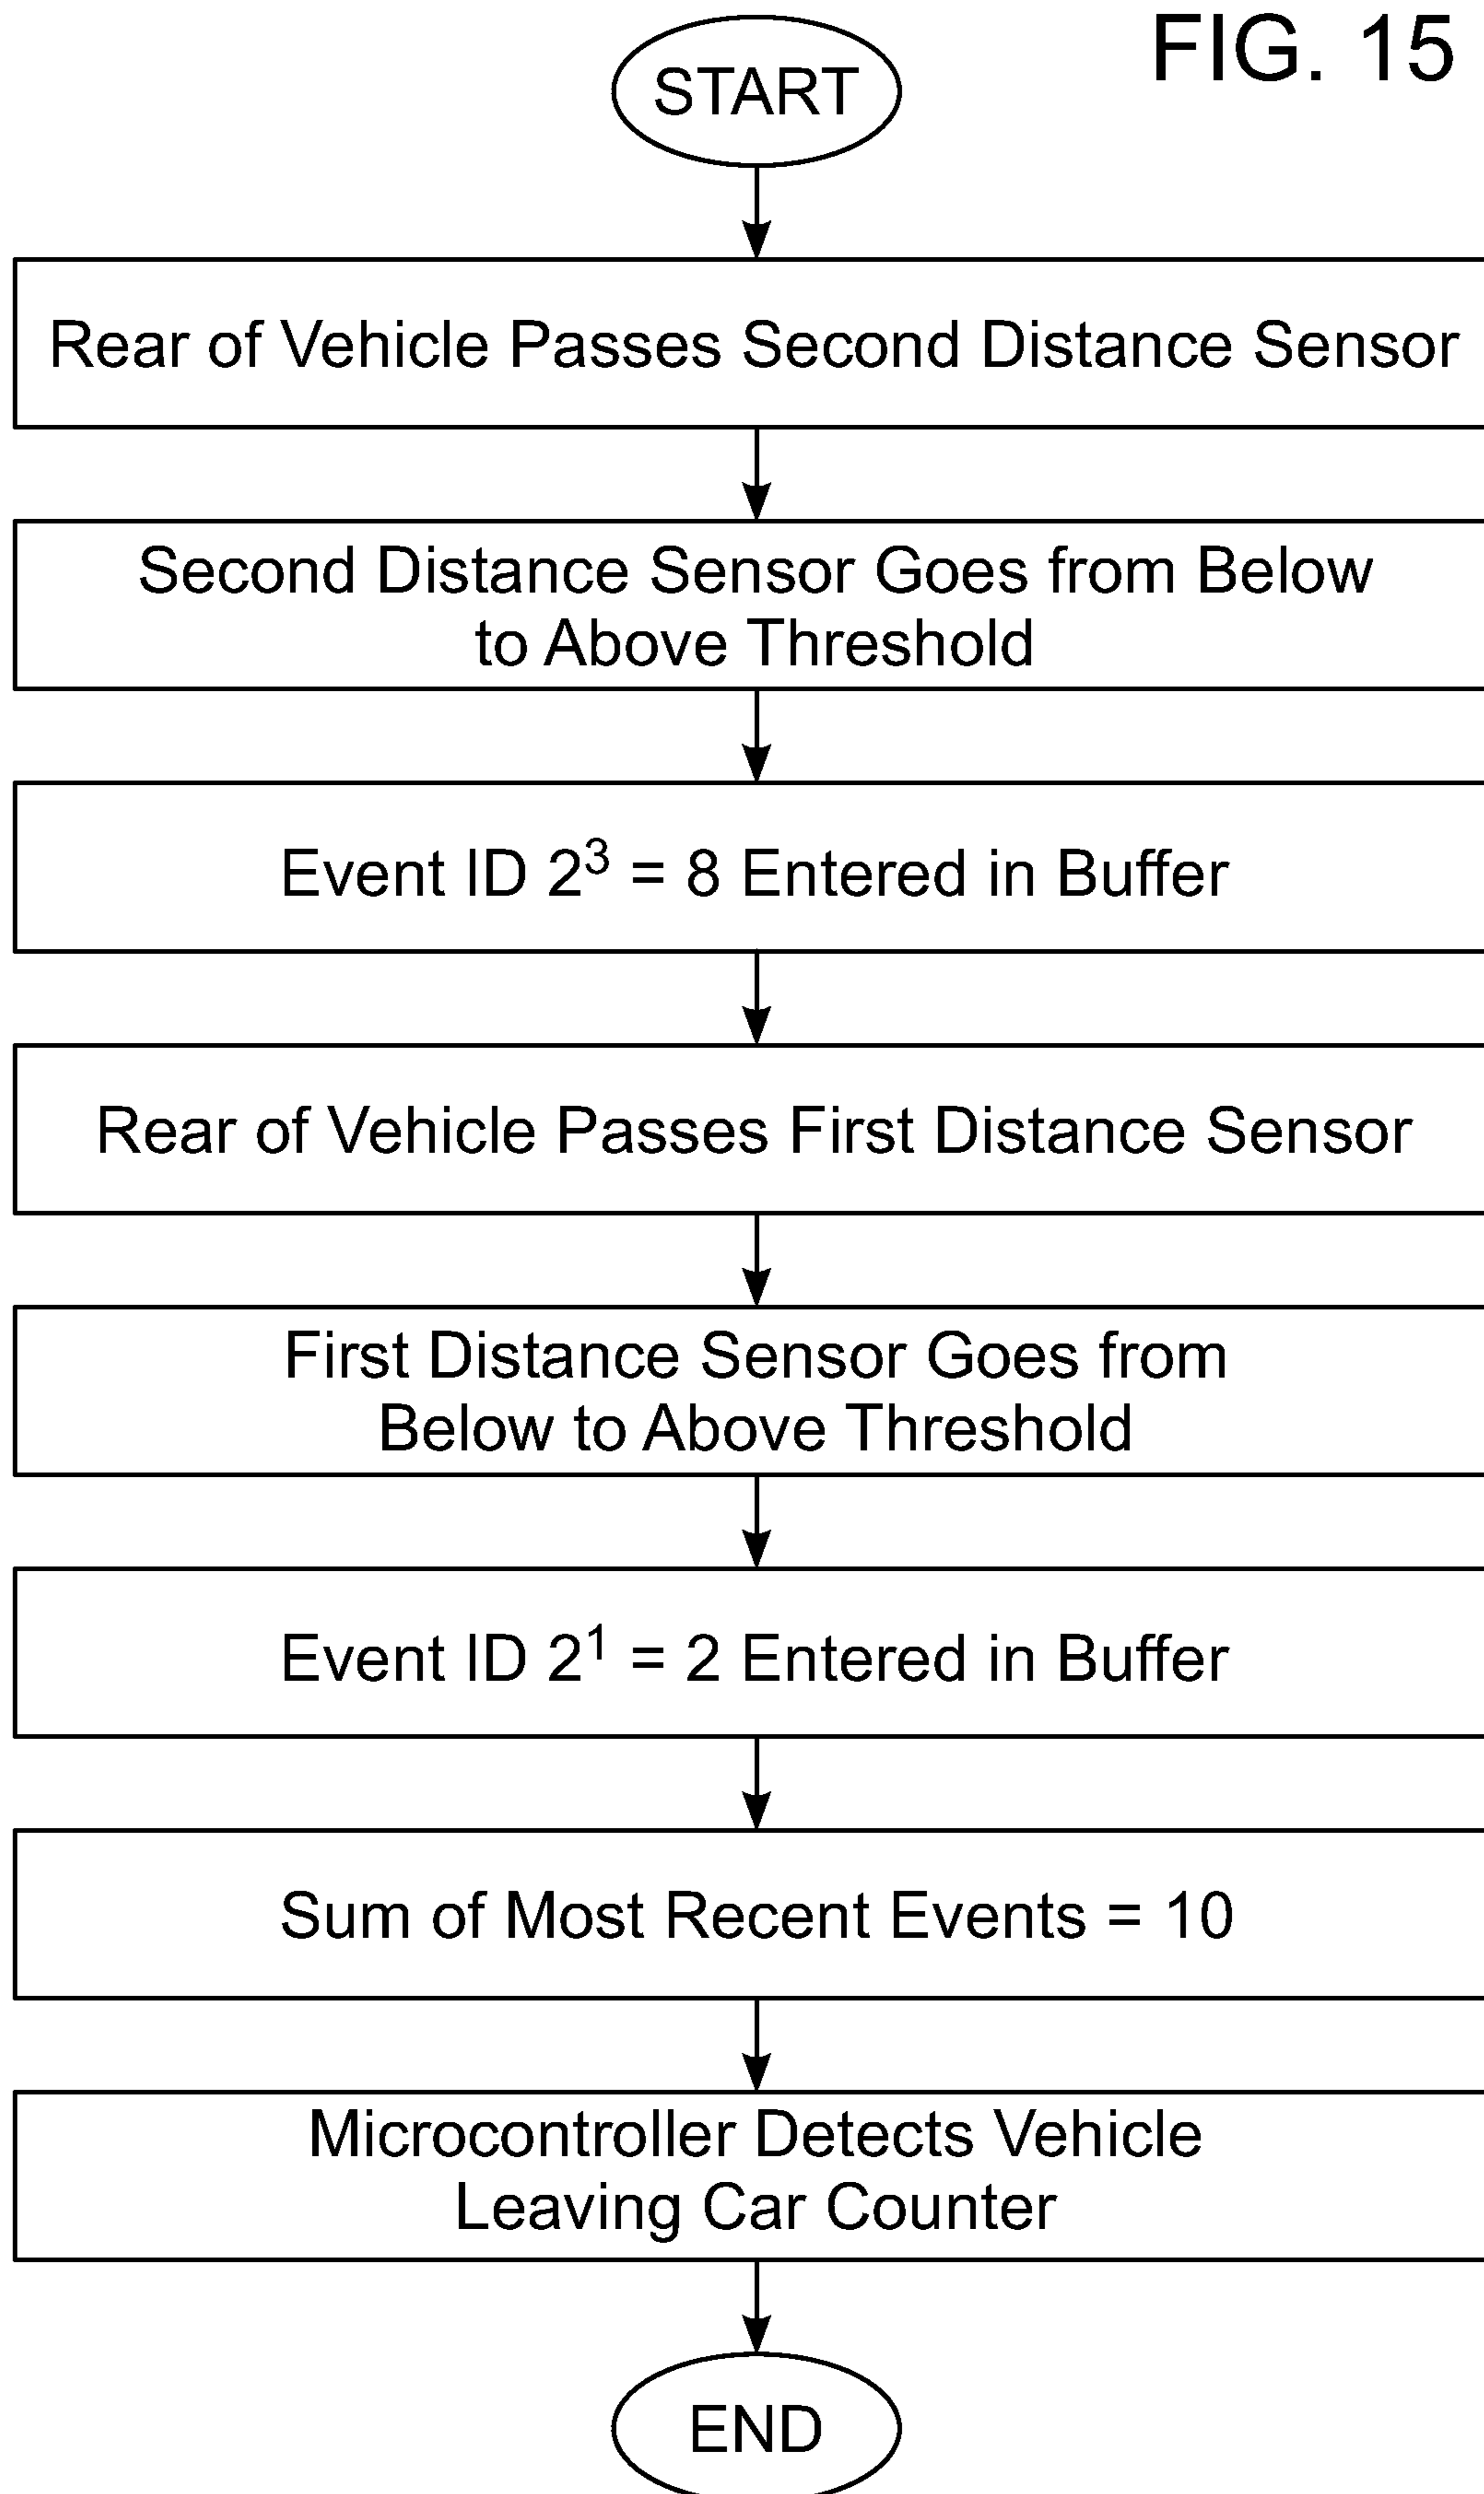 FIG. 15
START
Rear of Vehicle Passes Second Distance Sensor
Second Distance Sensor Goes from Below
to Above Threshold
Event ID 2³ = 8 Entered in Buffer
Rear of Vehicle Passes First Distance Sensor
First Distance Sensor Goes from
Below to Above Threshold
Event ID 2¹ = 2 Entered in Buffer
Sum of Most Recent Events = 10
Microcontroller Detects Vehicle
Leaving Car Counter
END